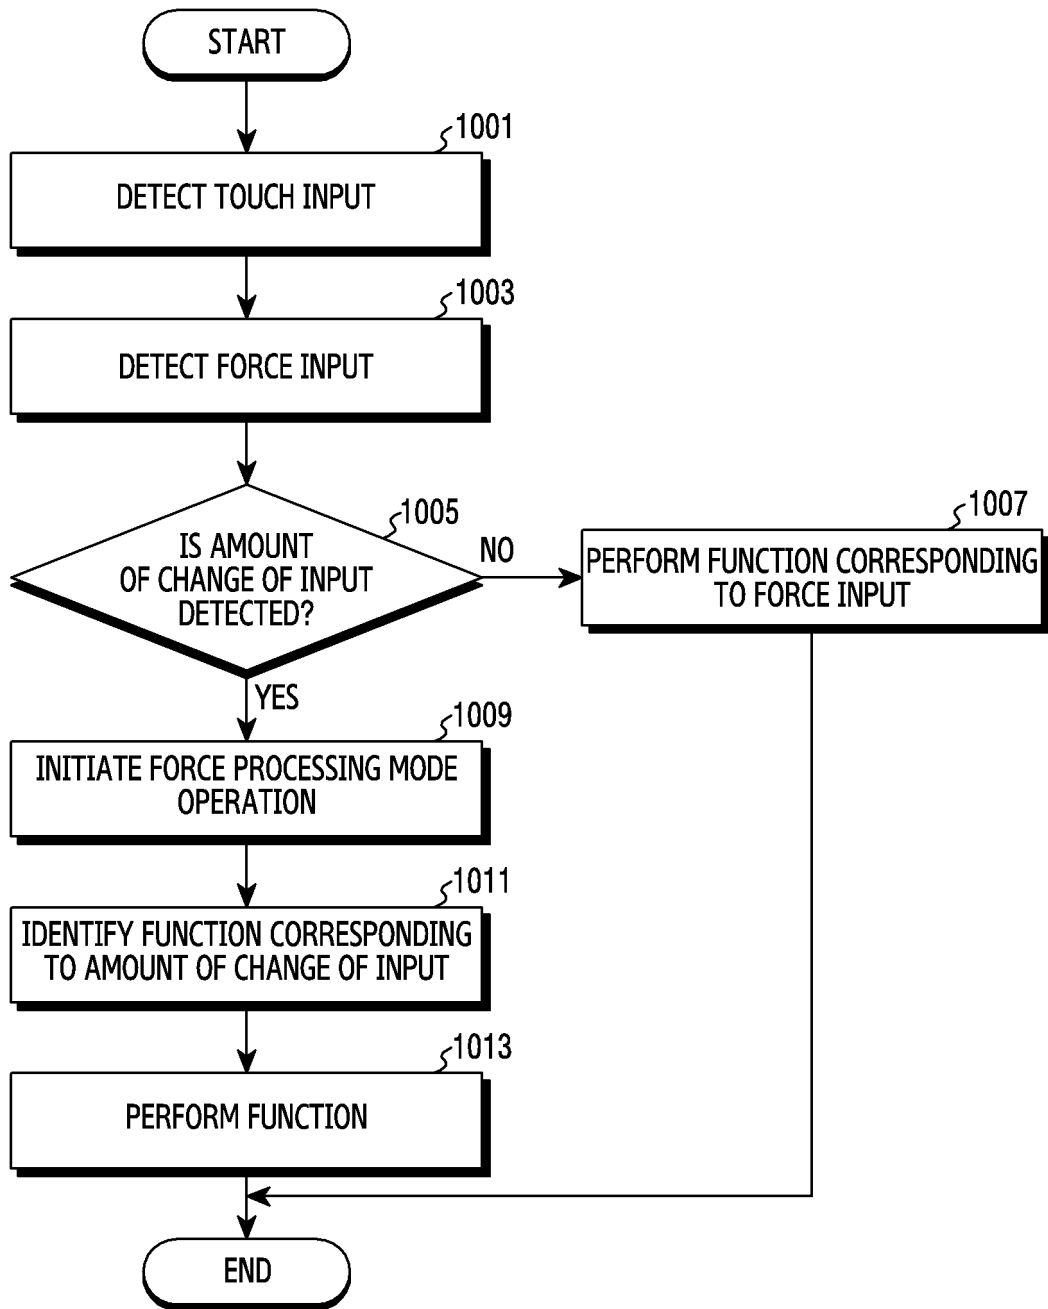 START
1001
DETECT TOUCH INPUT
1003
DETECT FORCE INPUT
1005
IS AMOUNT
OF CHANGE OF INPUT
DETECTED?
NO
1007
PERFORM FUNCTION CORRESPONDING
TO FORCE INPUT
YES
1009
INITIATE FORCE PROCESSING MODE
OPERATION
1011
IDENTIFY FUNCTION CORRESPONDING
TO AMOUNT OF CHANGE OF INPUT
1013
PERFORM FUNCTION
END